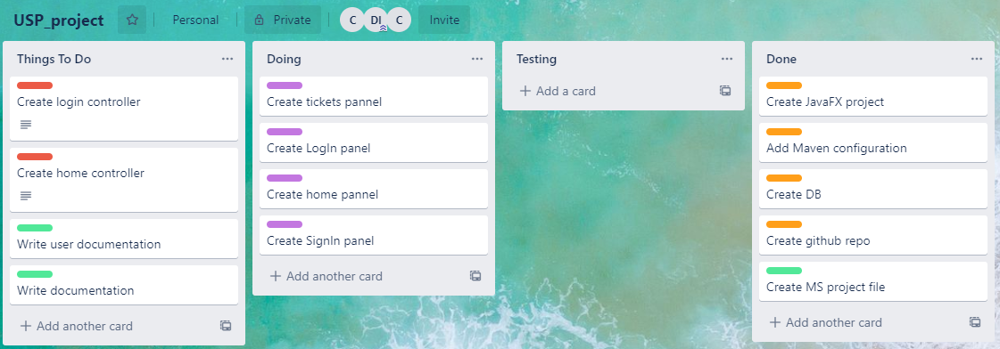 USP_project
Personal
Private
C
DI
C
Invite
Things To Do
Create login controller
Create home controller
Write user documentation
Write documentation
+ Add another card
Doing
Create tickets pannel
Create LogIn panel
Create home pannel
Create SignIn panel
+ Add another card
Testing
+ Add a card
Done
Create JavaFX project
Add Maven configuration
Create DB
Create github repo
Create MS project file
+ Add another card